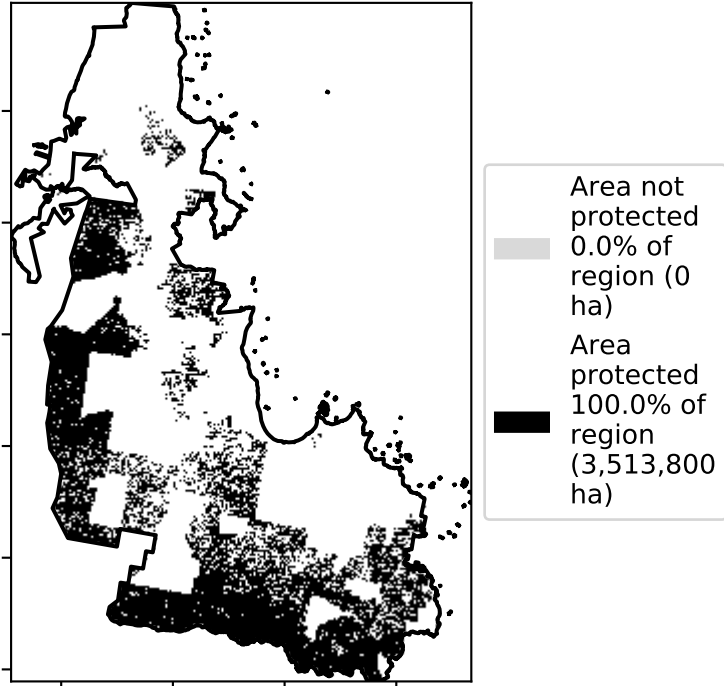 Area not
protected
0.0% of
region (0
ha)
Area
protected
100.0% of
region
(3,513,800
ha)